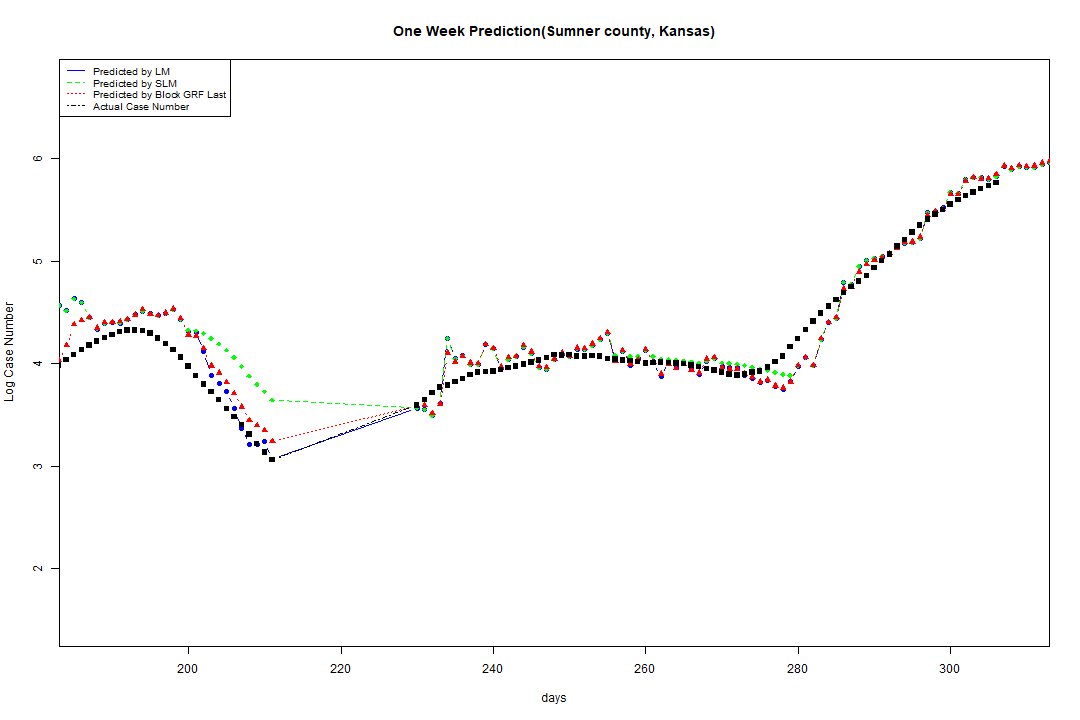 One Week Prediction(Sumner county, Kansas)
Predicted by LM
Predicted by SLM
Predicted by Block GRF Last
Actual Case Number
Log Case Number
6
5
4
3
2
200 220 240 260 280 300
days